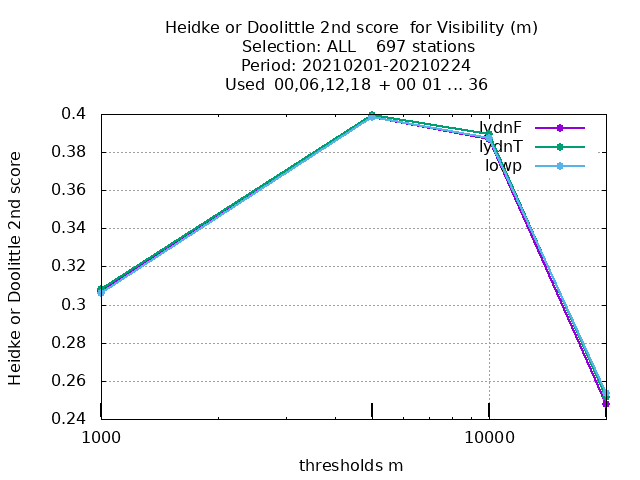 Heidke or Doolittle 2nd score  for Visibility (m)
Selection: ALL    697 stations
Period: 20210201-20210224
Used  00,06,12,18  + 00 01 ... 36
Heidke or Doolittle 2nd score
0.4
0.38
0.36
0.34
0.32
0.3
0.28
0.26
0.24
lydnF
lydnT
lowp
1000
10000
thresholds m